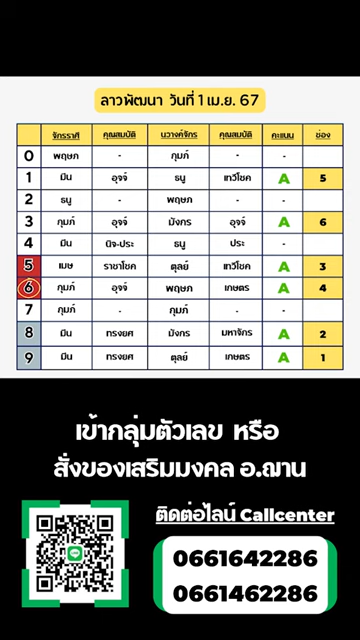 ลาวพัฒนา วันที่ 1 เม.ย. 67
จักรราศี คุณสมบัติ นวางค์จักร คุณสมบัติ คะแนน ช่อง
0 พฤษภ - กุมภ์ - -
1 มีน อุจจ์ ธนู เทวีโชค A 5
2 ธนู - พฤษภ - -
3 กุมภ์ อุจจ์ มังกร อุจจ์ A 6
4 มีน นิจ-ประ ธนู ประ -
5 เมษ ราชาโชค ตุลย์ เทวีโชค A 3
6 กุมภ์ อุจจ์ พฤษภ เกษตร A 4
7 กุมภ์ - กุมภ์ - -
8 มีน ทรงยศ มังกร มหาจักร A 2
9 มีน ทรงยศ ตุลย์ เกษตร A 1
เข้ากลุ่มตัวเลข หรือ
สั่งของเสริมมงคล อ.ฌาน
ติดต่อไลน์ Callcenter
0661642286
0661462286